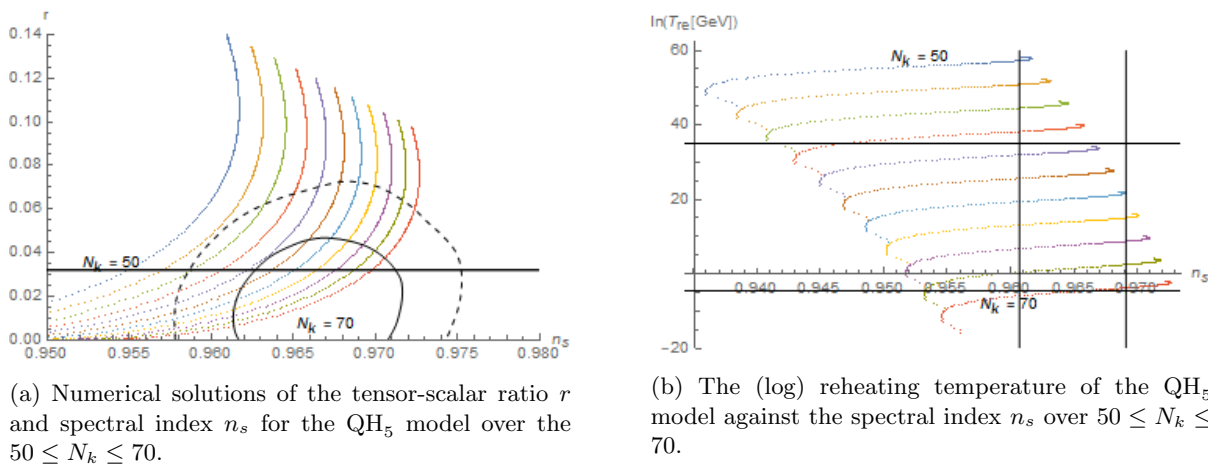 r
0.14
0.12
0.10
0.08
0.06
0.04
N_k = 50
0.02
N_k = 70
0.00
n_s
0.950 0.955 0.960 0.965 0.970 0.975 0.980
(a) Numerical solutions of the tensor-scalar ratio r
and spectral index n_s for the QH₅ model over the
50 ≤ N_k ≤ 70.
ln(T_re[GeV])
60
N_k = 50
40
20
n_s
0.940 0.945 0.950 0.955 0.960 0.965 0.970
N_k = 70
-20
(b) The (log) reheating temperature of the QH₅
model against the spectral index n_s over 50 ≤ N_k ≤
70.